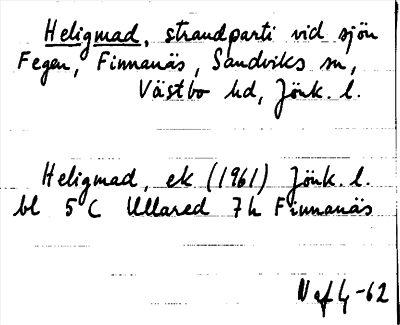 Heligmad, strandparti vid sjön
Fegen, Finnanäs, Sandviks sn,
Västbo hd, Jönk. l.
Heligmad, ek (1961) Jönk. l.
bl 5 C Ullared 7 h Finnanäs
-62